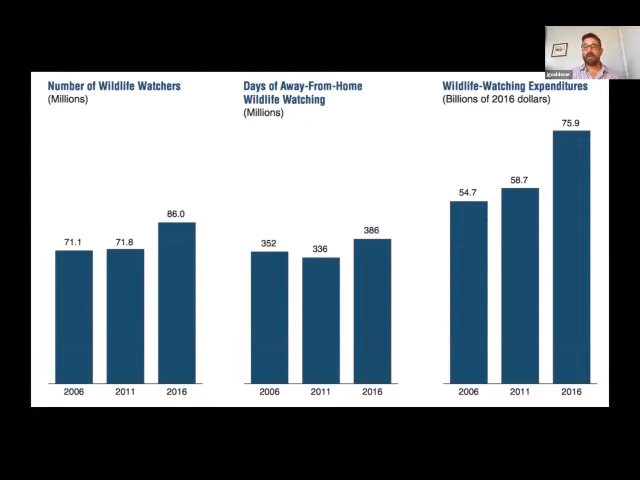 jgoaldener
Number of Wildlife Watchers
(Millions)
71.1
71.8
86.0
2006
2011
2016
Days of Away-From-Home
Wildlife Watching
(Millions)
352
336
386
2006
2011
2016
Wildlife-Watching Expenditures
(Billions of 2016 dollars)
54.7
58.7
75.9
2006
2011
2016